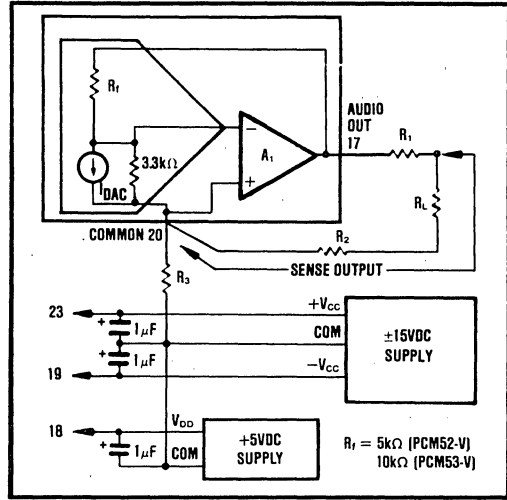 Rf
3.3kΩ
IDAC
A1
−
+
AUDIO
OUT
17
R1
RL
R2
COMMON 20
R3
SENSE OUTPUT
23
+
1μF
+VCC
COM
±15VDC
SUPPLY
+
1μF
19
−VCC
18
VDD
+
1μF
COM
+5VDC
SUPPLY
Rf = 5kΩ (PCM52-V)
10kΩ (PCM53-V)